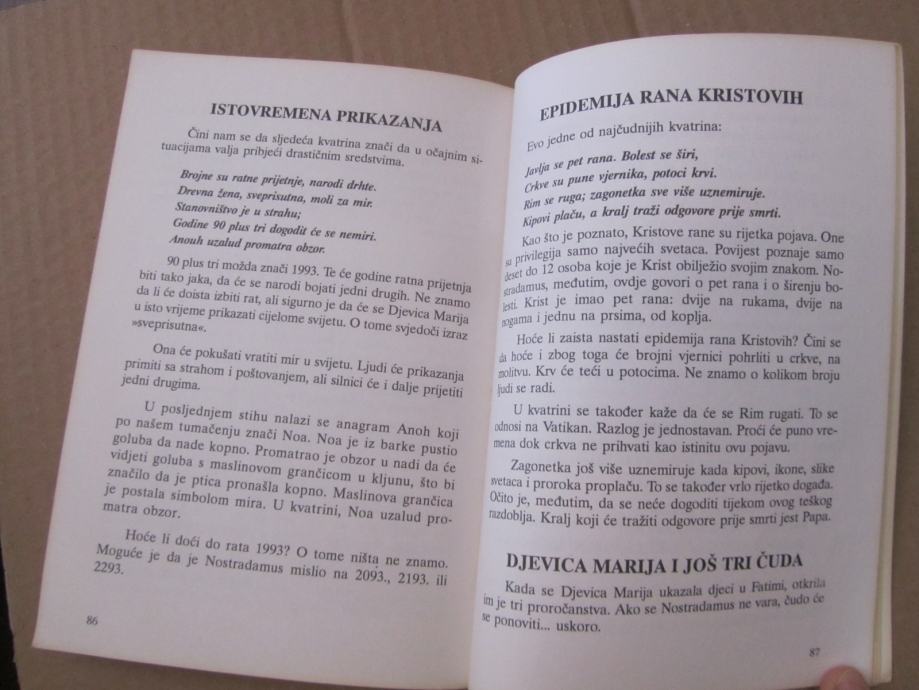 ISTOVREMENA PRIKAZANJA
Čini nam se da sljedeća kvatrina znači da u očajnim si-
tuacijama valja pribjeći drastičnim sredstvima.
Brojne su ratne prijetnje, narodi drhte.
Drevna žena, sveprisutna, moli za mir.
Stanovništvo je u strahu;
Godine 90 plus tri dogodit će se nemiri.
Anouh uzalud promatra obzor.
90 plus tri možda znači 1993. Te će godine ratna prijetnja
biti tako jaka, da će se narodi bojati jedni drugih. Ne znamo
da li će doista izbiti rat, ali sigurno je da će se Djevica Marija
u isto vrijeme prikazati cijelome svijetu. O tome svjedoči izraz
»sveprisutna«.
Ona će pokušati vratiti mir u svijetu. Ljudi će prikazanja
primiti sa strahom i poštovanjem, ali silnici će i dalje prijetiti
jedni drugima.
U posljednjem stihu nalazi se anagram Anoh koji
po našem tumačenju znači Noa. Noa je iz barke pustio
goluba da nađe kopno. Promatrao je obzor u nadi da će
vidjeti goluba s maslinovom grančicom u kljunu, što bi
značilo da je ptica pronašla kopno. Maslinova grančica
je postala simbolom mira. U kvatrini, Noa uzalud pro-
matra obzor.
Hoće li doći do rata 1993? O tome ništa ne znamo.
Moguće je da je Nostradamus mislio na 2093., 2193. ili
2293.
86
EPIDEMIJA RANA KRISTOVIH
Evo jedne od najčudnijih kvatrina:
Javlja se pet rana. Bolest se širi,
Crkve su pune vjernika, potoci krvi.
Rim se ruga; zagonetka sve više uznemiruje.
Kipovi plaču, a kralj traži odgovore prije smrti.
Kao što je poznato, Kristove rane su rijetka pojava. One
su privilegija samo najvećih svetaca. Povijest poznaje samo
deset do 12 osoba koje je Krist obilježio svojim znakom. No-
stradamus, međutim, ovdje govori o pet rana i o širenju bo-
lesti. Krist je imao pet rana: dvije na rukama, dvije na
nogama i jednu na prsima, od koplja.
Hoće li zaista nastati epidemija rana Kristovih? Čini se
da hoće i zbog toga će brojni vjernici pohrliti u crkve, na
molitvu. Krv će teći u potocima. Ne znamo o kolikom broju
ljudi se radi.
U kvatrini se također kaže da će se Rim rugati. To se
odnosi na Vatikan. Razlog je jednostavan. Proći će puno vre-
mena dok crkva ne prihvati kao istinitu ovu pojavu.
Zagonetka još više uznemiruje kada kipovi, ikone, slike
svetaca i proroka proplaču. To se također vrlo rijetko događa.
Očito je, međutim, da se neće dogoditi tijekom ovog teškog
razdoblja. Kralj koji će tražiti odgovore prije smrti jest Papa.
DJEVICA MARIJA I JOŠ TRI ČUDA
Kada se Djevica Marija ukazala djeci u Fatimi, otkrila
im je tri proročanstva. Ako se Nostradamus ne vara, čudo će
se ponoviti... uskoro.
87